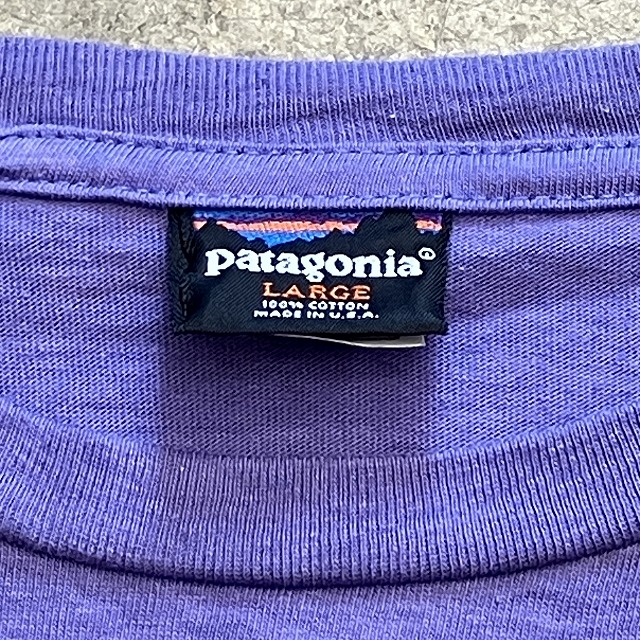 patagonia®
LARGE
100% COTTON
MADE IN U.S.A.